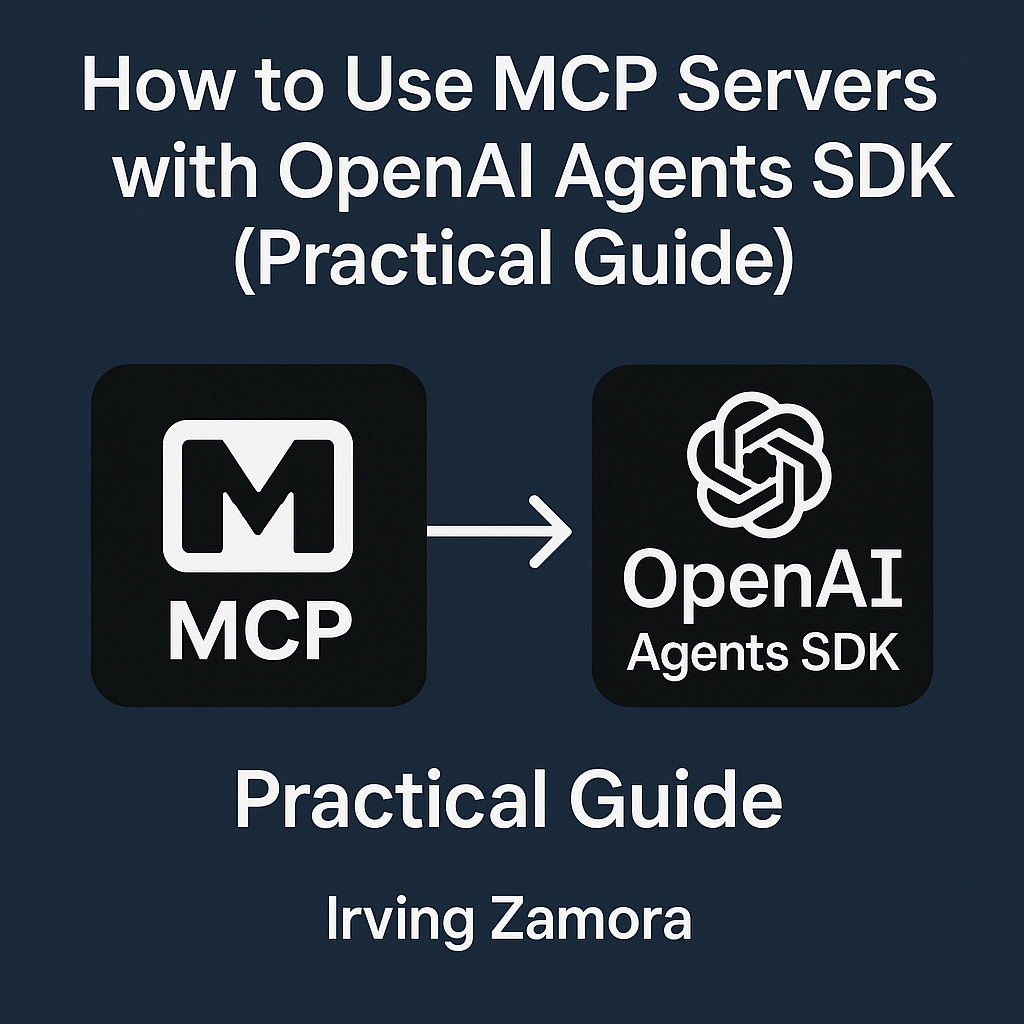 How to Use MCP Servers
with OpenAI Agents SDK
(Practical Guide)
M
MCP
OpenAI
Agents SDK
Practical Guide
Irving Zamora